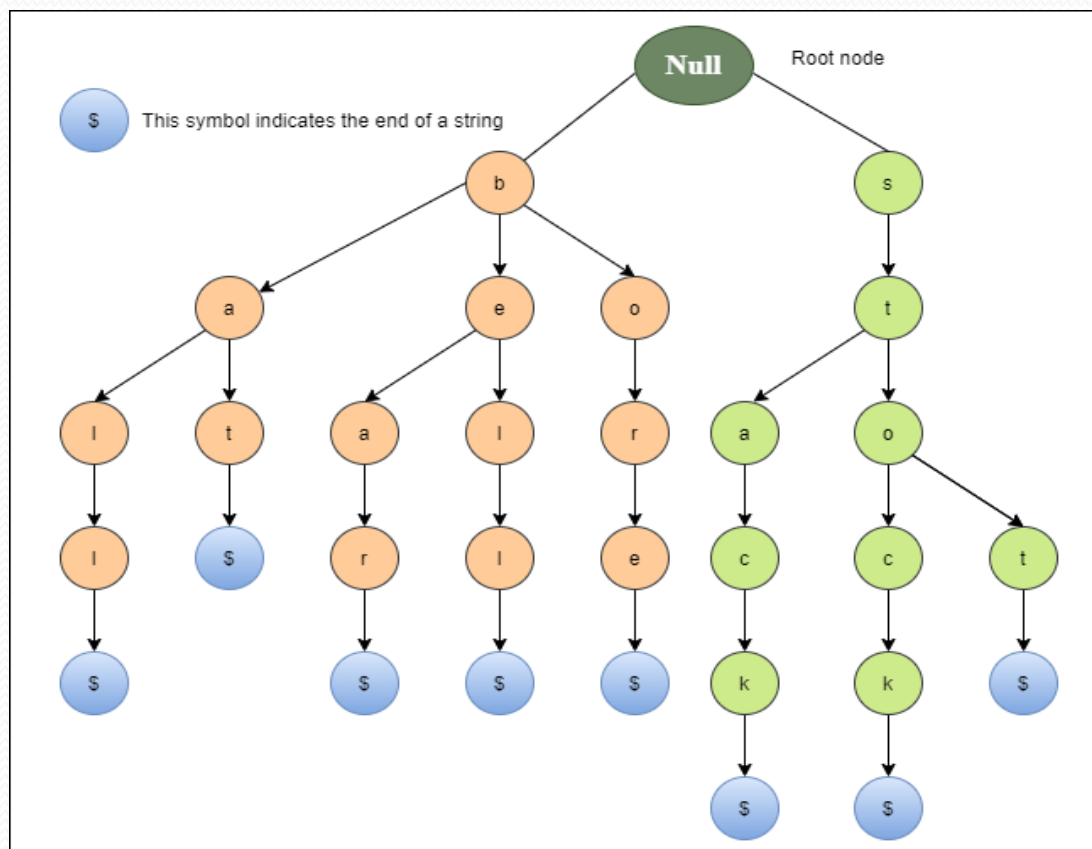 Null
Root node
$
This symbol indicates the end of a string
b
s
a
e
o
t
l
t
a
l
r
a
o
l
$
r
l
e
c
c
t
$
$
$
$
k
k
$
$
$